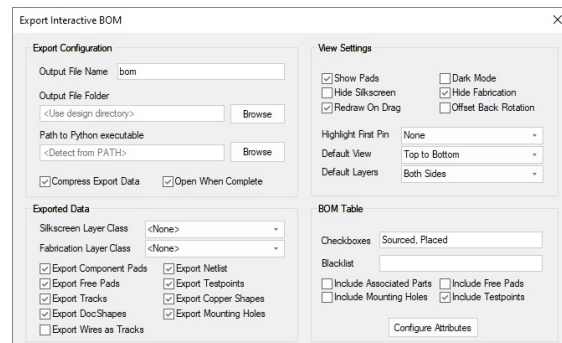 Export Interactive BOM
Export Configuration
Output File Name bom
Output File Folder
<Use design directory> Browse
Path to Python executable
<Detect from PATH> Browse
Compress Export Data Open When Complete
View Settings
Show Pads Dark Mode
Hide Silkscreen Hide Fabrication
Redraw On Drag Offset Back Rotation
Highlight First Pin None
Default View Top to Bottom
Default Layers Both Sides
Exported Data
Silkscreen Layer Class <None>
Fabrication Layer Class <None>
Export Component Pads Export Netlist
Export Free Pads Export Testpoints
Export Tracks Export Copper Shapes
Export DocShapes Export Mounting Holes
Export Wires as Tracks
BOM Table
Checkboxes Sourced, Placed
Blacklist
Include Associated Parts Include Free Pads
Include Mounting Holes Include Testpoints
Configure Attributes